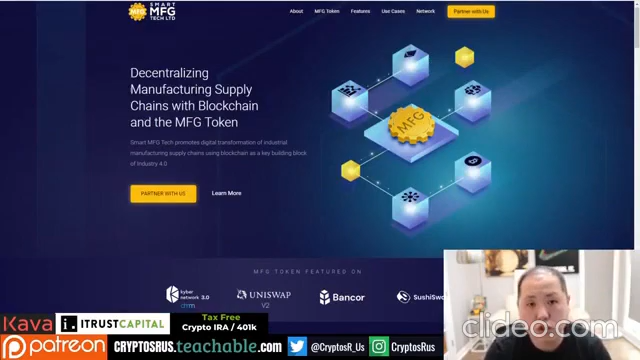 SMART
MFG
TECH LTD
About
MFG Token
Features
Use Cases
Network
Partner with Us
Decentralizing
Manufacturing Supply
Chains with Blockchain
and the MFG Token
Smart MFG Tech promotes digital transformation of industrial
manufacturing supply chains using blockchain as a key building block
of Industry 4.0
PARTNER WITH US
Learn More
MFG
MFG TOKEN FEATURED ON
kyber
network 3.0
dmm
UNISWAP
V2
Bancor
SushiSw
clideo.com
Kava
i.
ITRUSTCAPITAL
Tax Free
Crypto IRA / 401k
patreon
CRYPTOSRUS.teachable.com
@CryptosR_Us
@CryptosRus